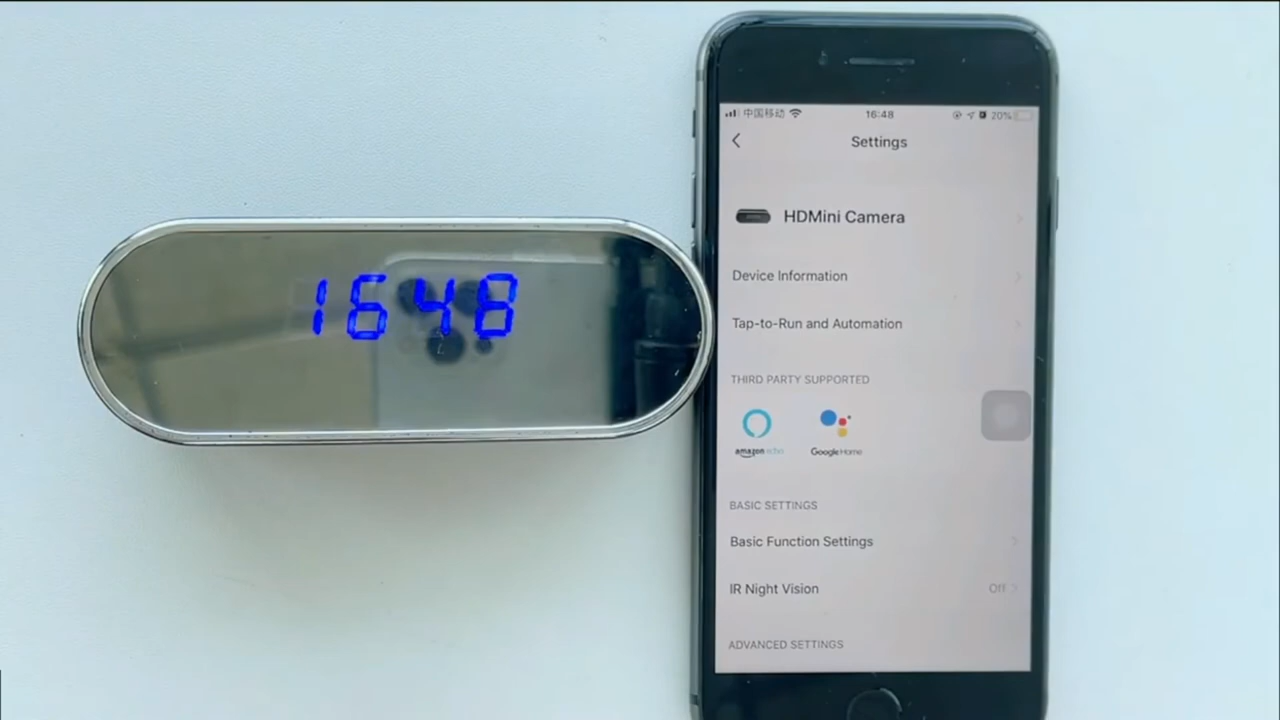 1648
中国移动
16:48
20%
Settings
HDMini Camera
Device Information
Tap-to-Run and Automation
THIRD PARTY SUPPORTED
amazon echo
Google Home
BASIC SETTINGS
Basic Function Settings
IR Night Vision
Off
ADVANCED SETTINGS